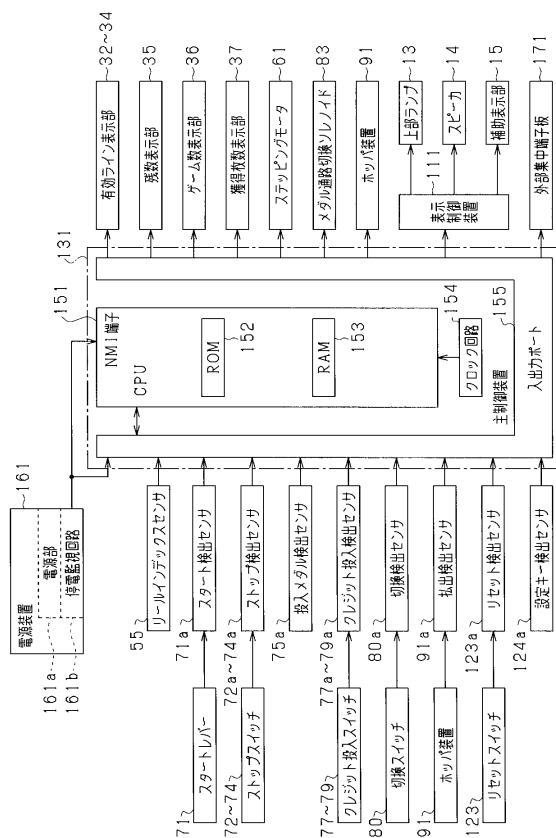 電源装置
161
電源部
161a
停電監視回路
161b
131
151
NMI端子
CPU
ROM
152
RAM
153
クロック回路
154
主制御装置
155
入出力ポート
リールインデックスセンサ
55
スタートレバー
71
スタート検出センサ
71a
ストップスイッチ
72~74
ストップ検出センサ
72a~74a
投入メダル検出センサ
75a
クレジット投入スイッチ
77~79
クレジット投入検出センサ
77a~79a
切換スイッチ
80
切換検出センサ
80a
ホッパ装置
91
払出検出センサ
91a
リセットスイッチ
123
リセット検出センサ
123a
設定キー検出センサ
124a
有効ライン表示部
32~34
残数表示部
35
ゲーム数表示部
36
獲得枚数表示部
37
ステッピングモータ
61
メダル通路切換ソレノイド
83
ホッパ装置
91
表示
制御装置
111
上部ランプ
13
スピーカ
14
補助表示部
15
外部集中端子板
171